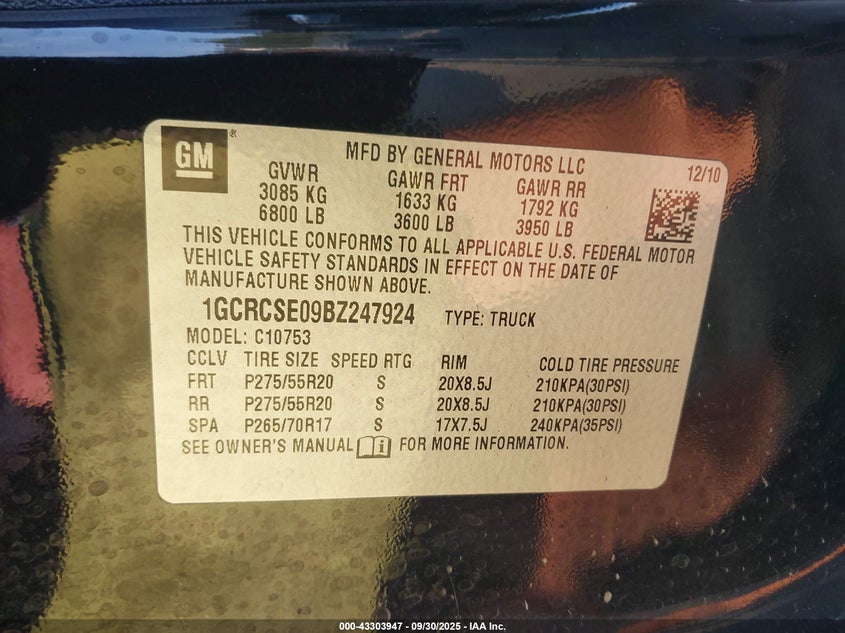 GM ®
MFD BY GENERAL MOTORS LLC 12/10
GVWR GAWR FRT GAWR RR
3085 KG 1633 KG 1792 KG
6800 LB 3600 LB 3950 LB
THIS VEHICLE CONFORMS TO ALL APPLICABLE U.S. FEDERAL MOTOR
VEHICLE SAFETY STANDARDS IN EFFECT ON THE DATE OF
MANUFACTURE SHOWN ABOVE.
1GCRCSE09BZ247924 TYPE: TRUCK
MODEL: C10753
CCLV TIRE SIZE SPEED RTG RIM COLD TIRE PRESSURE
FRT P275/55R20 S 20X8.5J 210KPA(30PSI)
RR P275/55R20 S 20X8.5J 210KPA(30PSI)
SPA P265/70R17 S 17X7.5J 240KPA(35PSI)
SEE OWNER'S MANUAL FOR MORE INFORMATION.
000-43303947 - 09/30/2025 - IAA Inc.